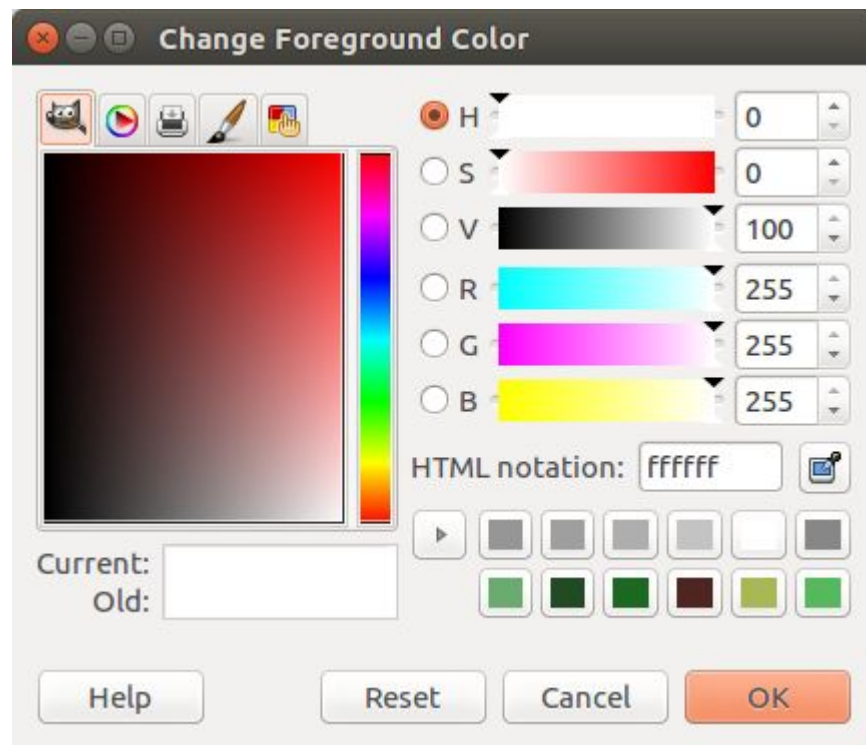 Change Foreground Color
H 0
S 0
V 100
R 255
G 255
B 255
HTML notation: ffffff
Current:
Old:
Help Reset Cancel OK